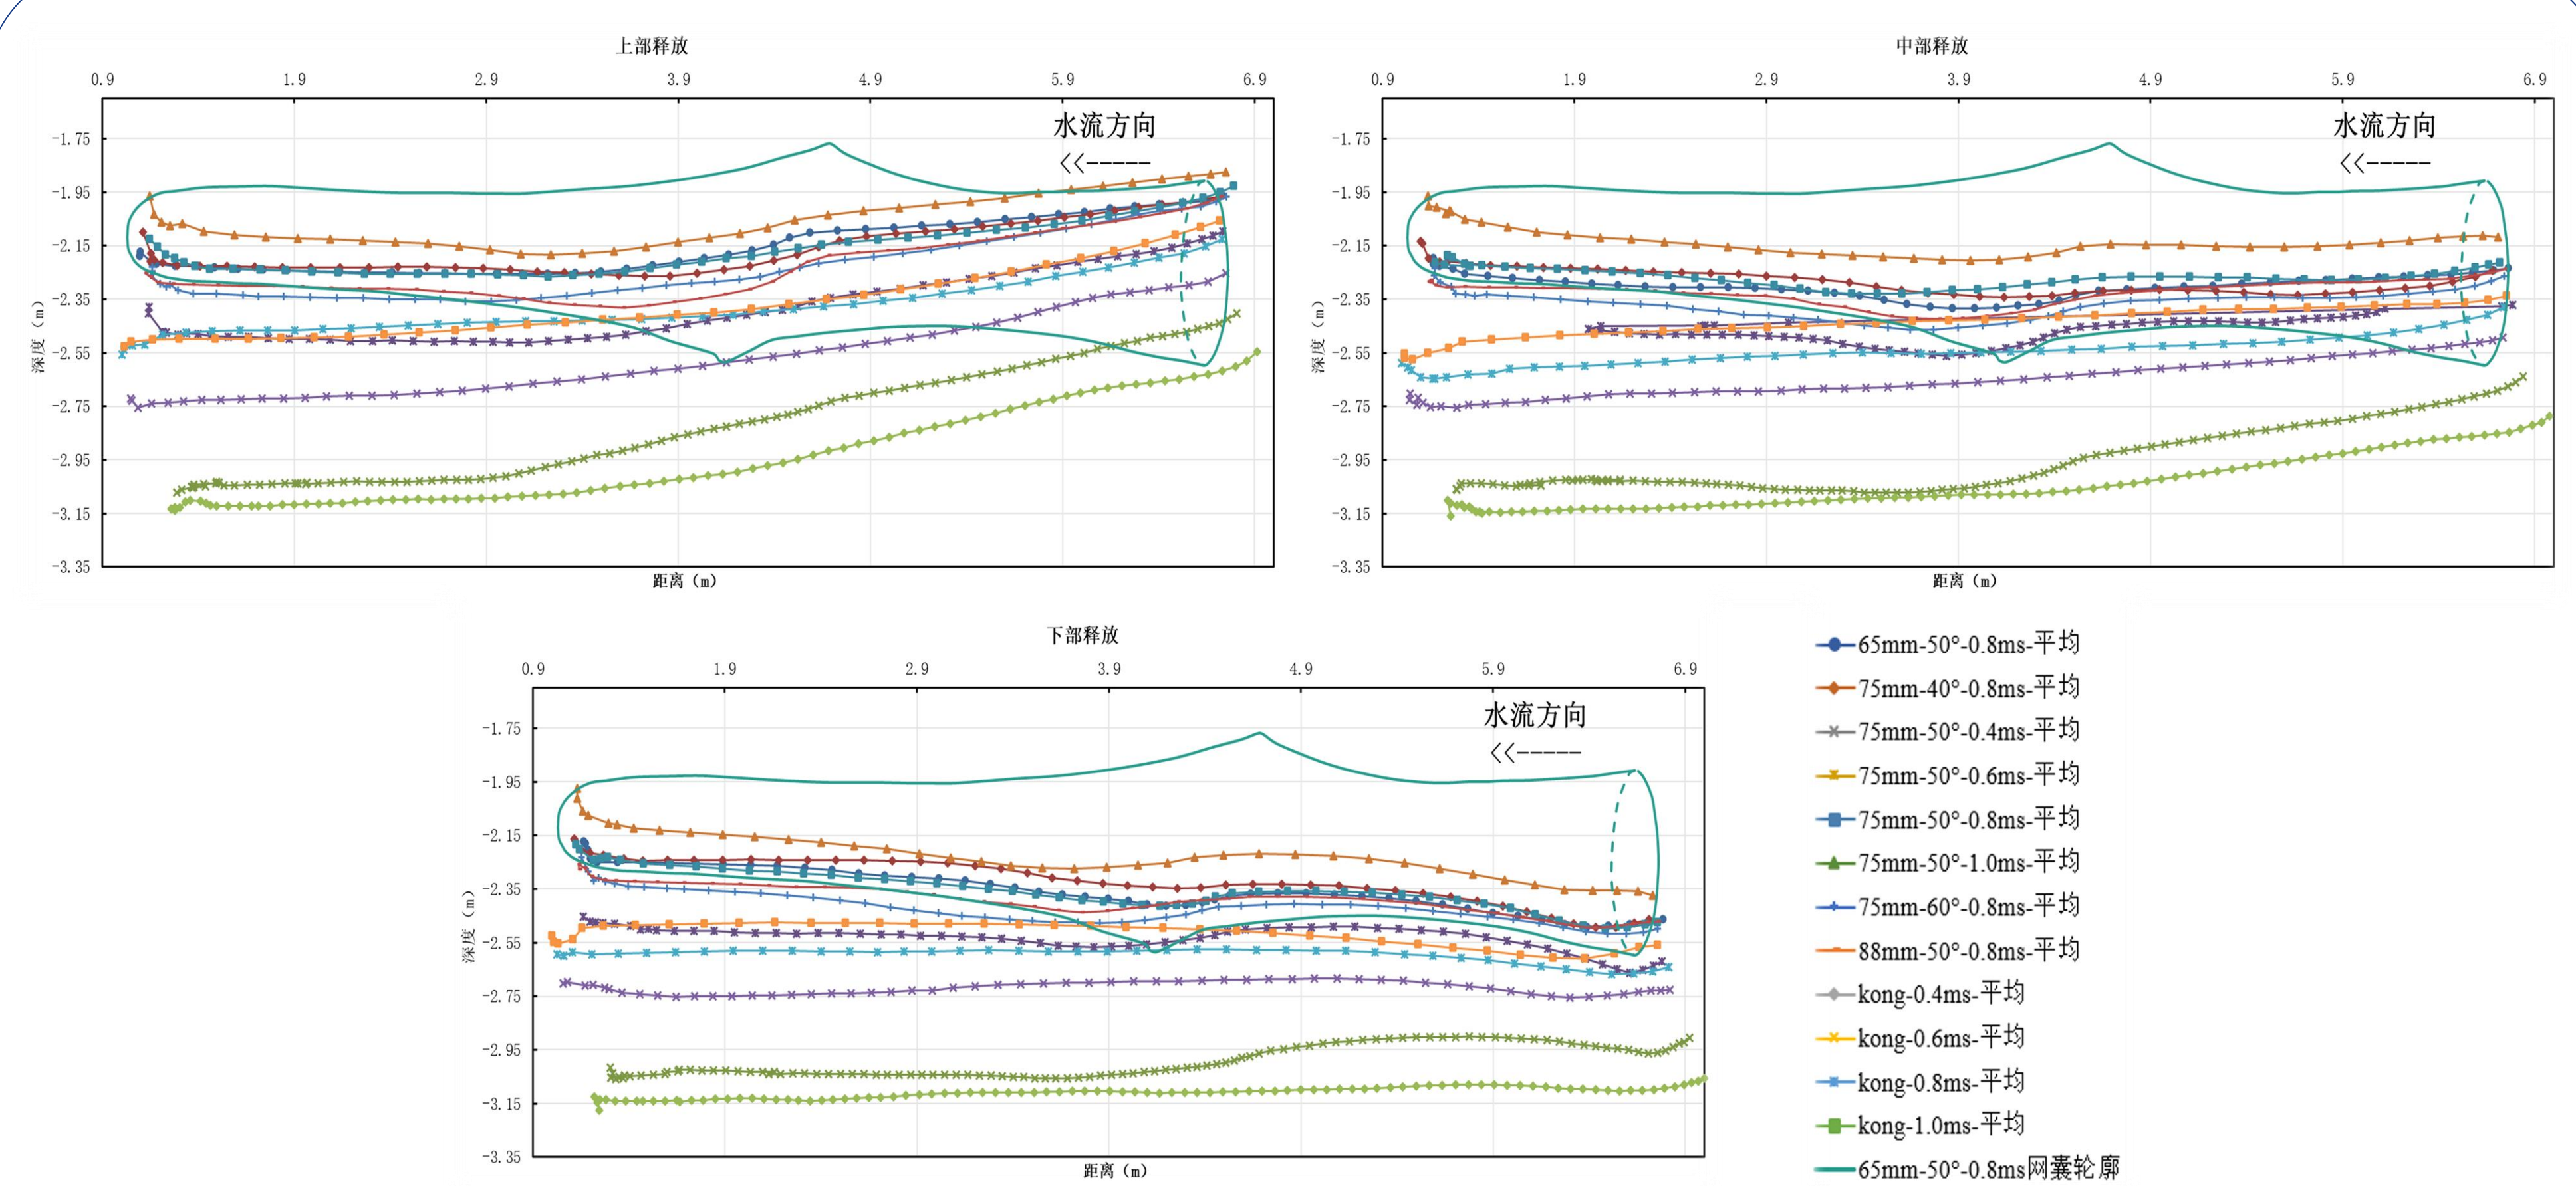 上部释放
0.9 1.9 2.9 3.9 4.9 5.9 6.9
水流方向
<<-----
-1.75
-1.95
-2.15
-2.35
-2.55
-2.75
-2.95
-3.15
-3.35
深度（m）
距离（m）
中部释放
0.9 1.9 2.9 3.9 4.9 5.9 6.9
水流方向
<<-----
-1.75
-1.95
-2.15
-2.35
-2.55
-2.75
-2.95
-3.15
-3.35
深度（m）
距离（m）
下部释放
0.9 1.9 2.9 3.9 4.9 5.9 6.9
水流方向
<<-----
-1.75
-1.95
-2.15
-2.35
-2.55
-2.75
-2.95
-3.15
-3.35
深度（m）
距离（m）
65mm-50°-0.8ms-平均
75mm-40°-0.8ms-平均
75mm-50°-0.4ms-平均
75mm-50°-0.6ms-平均
75mm-50°-0.8ms-平均
75mm-50°-1.0ms-平均
75mm-60°-0.8ms-平均
88mm-50°-0.8ms-平均
kong-0.4ms-平均
kong-0.6ms-平均
kong-0.8ms-平均
kong-1.0ms-平均
65mm-50°-0.8ms网囊轮廓